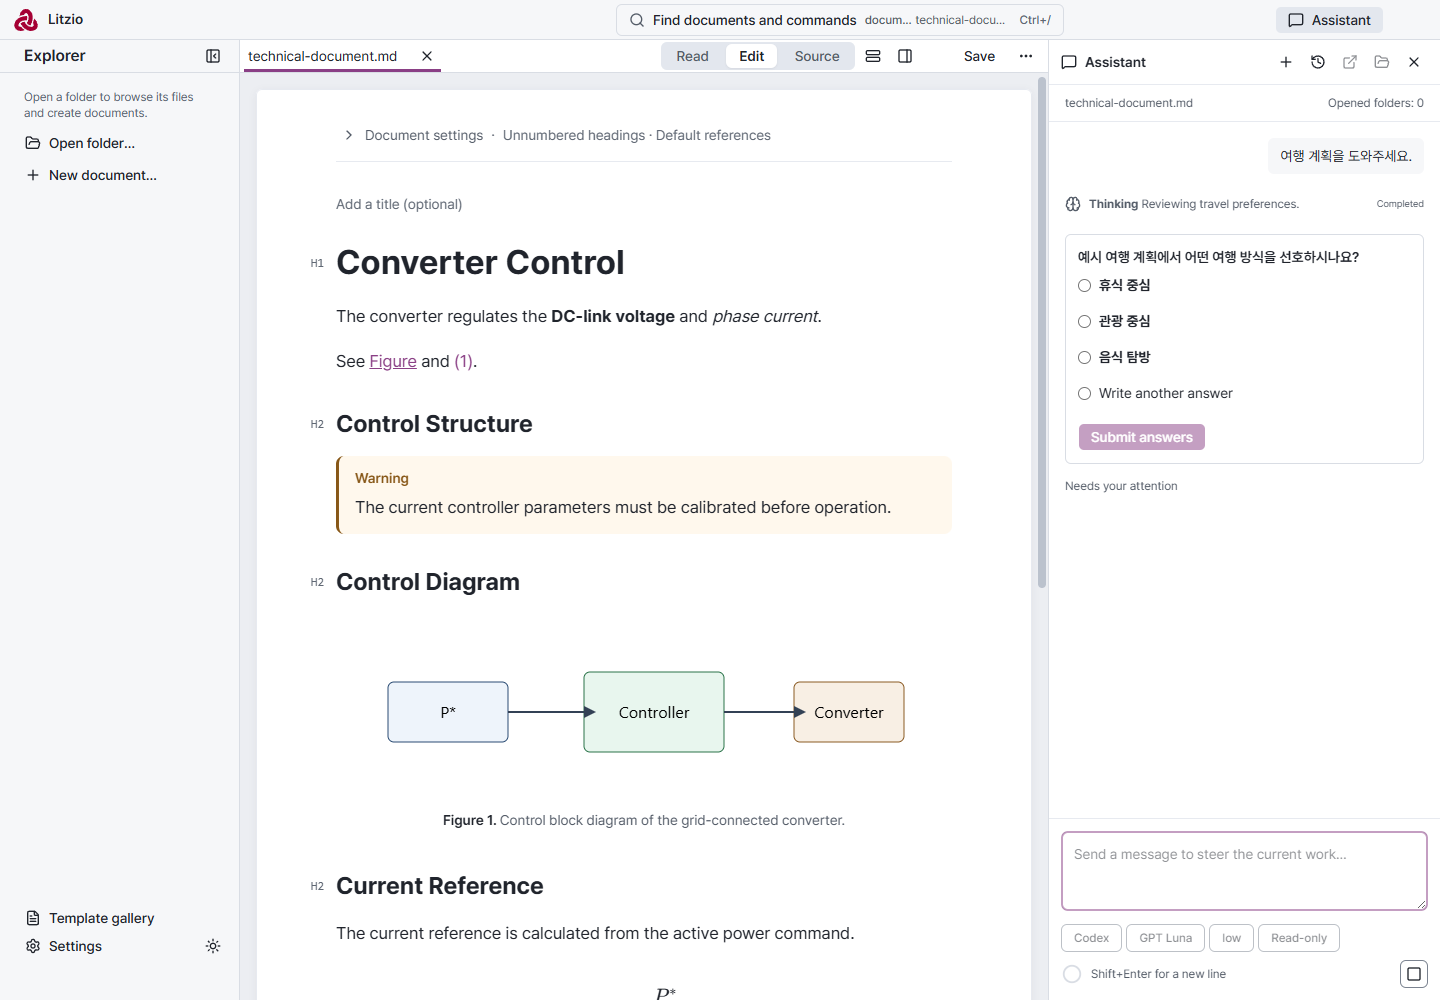 Litzio
Find documents and commands docum... technical-docu... Ctrl+/
Assistant
Explorer
Open a folder to browse its files
and create documents.
Open folder...
New document...
Template gallery
Settings
technical-document.md
Read
Edit
Source
Save
Document settings · Unnumbered headings · Default references
Add a title (optional)
H1 Converter Control
The converter regulates the DC-link voltage and phase current.
See Figure and (1).
H2 Control Structure
Warning
The current controller parameters must be calibrated before operation.
H2 Control Diagram
P*
Controller
Converter
Figure 1. Control block diagram of the grid-connected converter.
H2 Current Reference
The current reference is calculated from the active power command.
P*
Assistant
technical-document.md
Opened folders: 0
여행 계획을 도와주세요.
Thinking Reviewing travel preferences.
Completed
예시 여행 계획에서 어떤 여행 방식을 선호하시나요?
휴식 중심
관광 중심
음식 탐방
Write another answer
Submit answers
Needs your attention
Send a message to steer the current work...
Codex
GPT Luna
low
Read-only
Shift+Enter for a new line